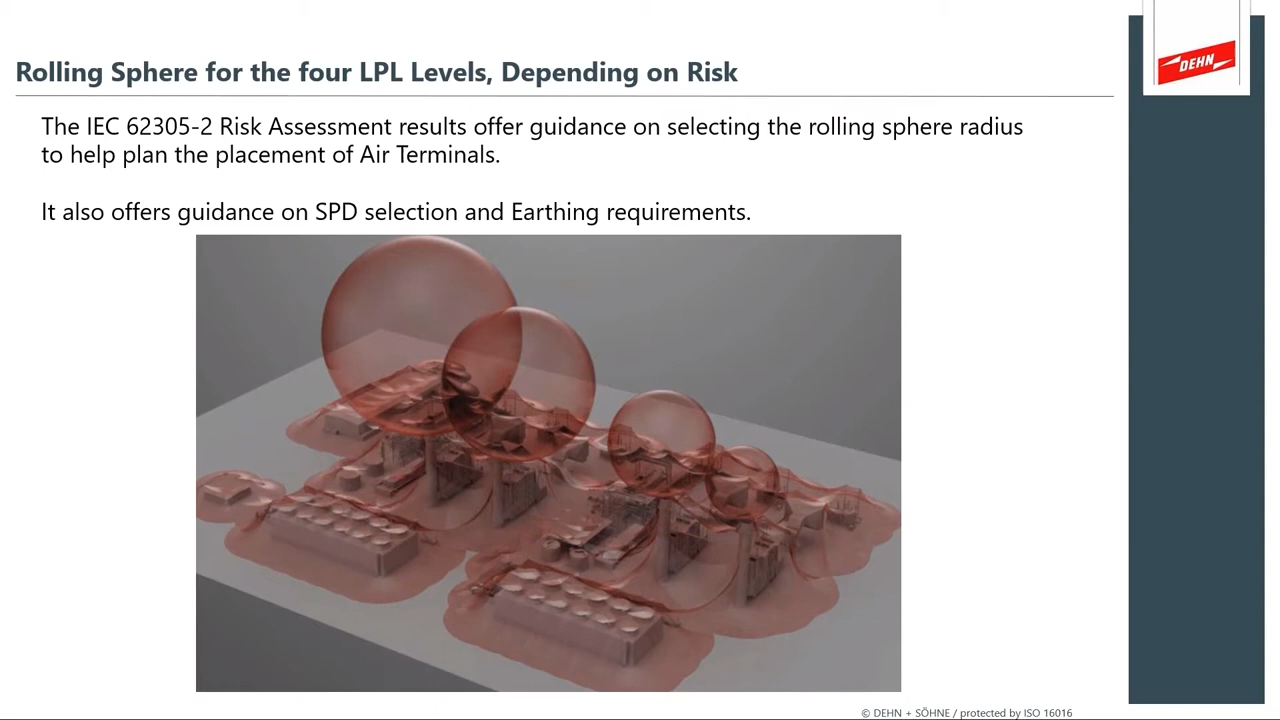 Rolling Sphere for the four LPL Levels, Depending on Risk
DEHN
The IEC 62305-2 Risk Assessment results offer guidance on selecting the rolling sphere radius
to help plan the placement of Air Terminals.
It also offers guidance on SPD selection and Earthing requirements.
© DEHN + SÖHNE / protected by ISO 16016